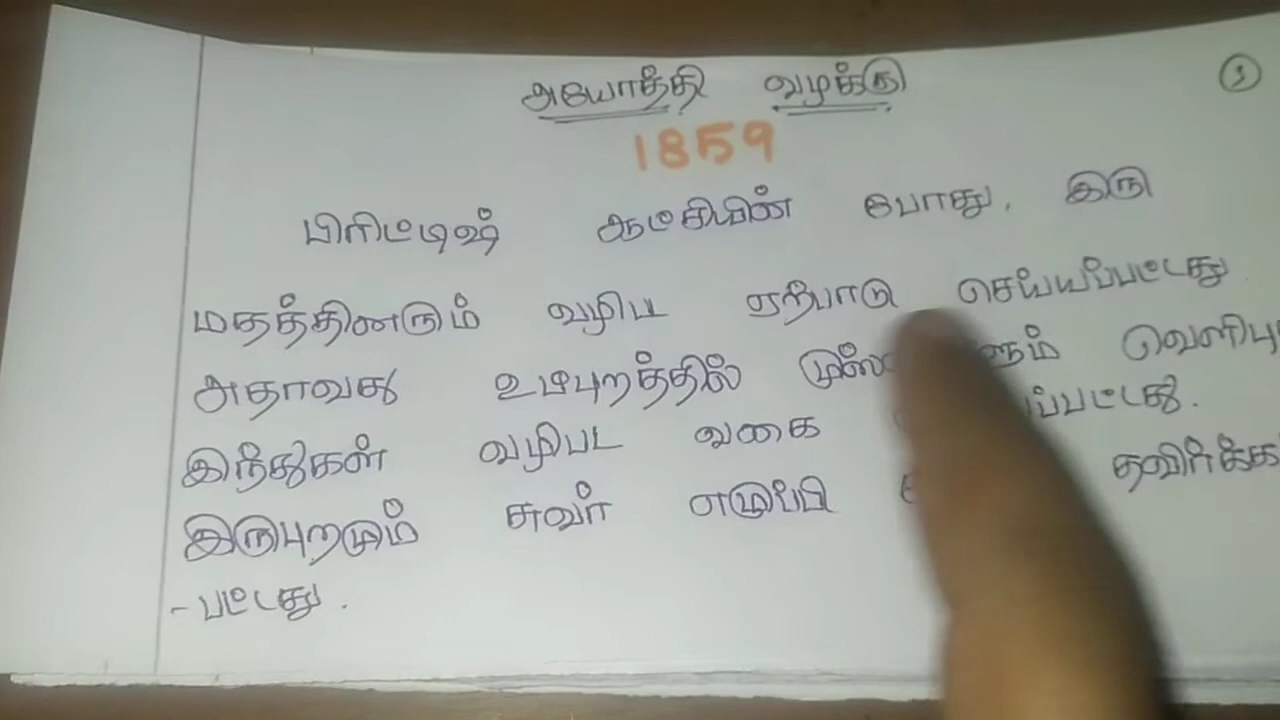 அயோத்தி வழக்கு
3
1859
பிரிட்டிஷ் ஆட்சியின் போது, இரு
மதத்தினரும் வழிபட ஏற்பாடு செய்யப்பட்டது
அதாவது உட்புறத்தில்
இந்துகள் வழிபட வகை
இருபுறமும் சுவர் எழுப்பி
- பட்டது.